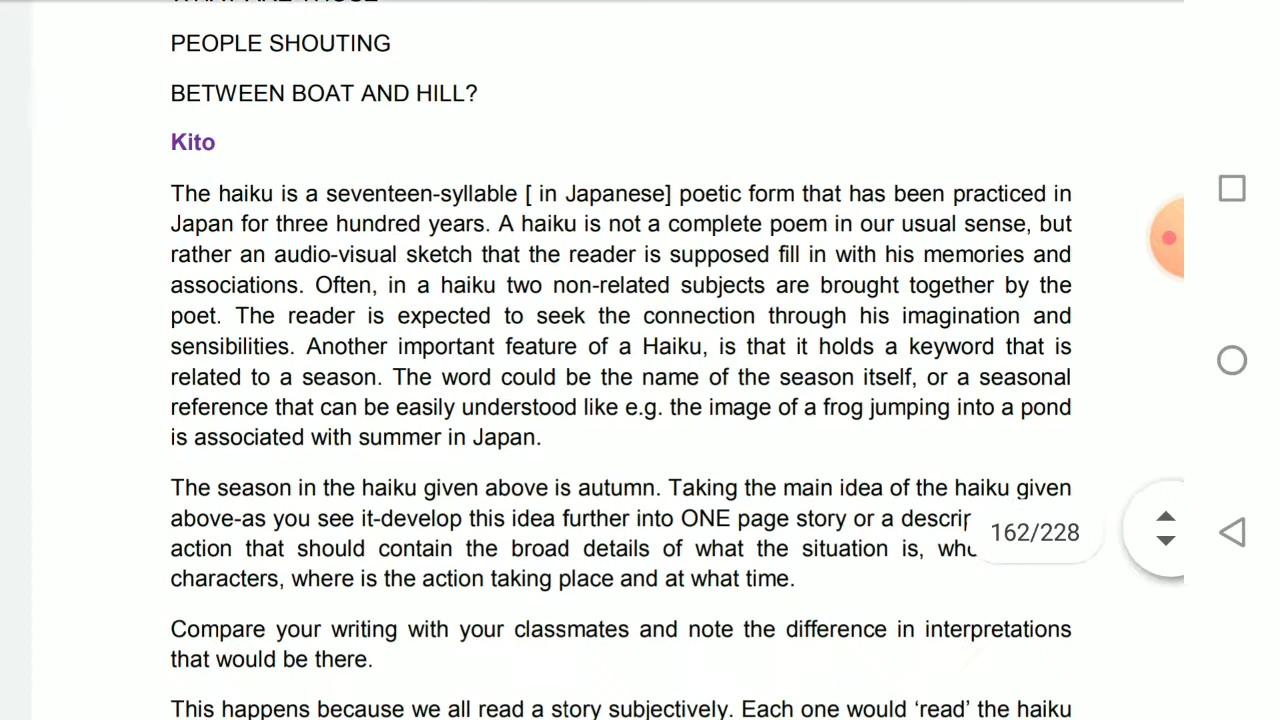 WHAT ARE THOSE
PEOPLE SHOUTING
BETWEEN BOAT AND HILL?
Kito
The haiku is a seventeen-syllable [ in Japanese] poetic form that has been practiced in
Japan for three hundred years. A haiku is not a complete poem in our usual sense, but
rather an audio-visual sketch that the reader is supposed fill in with his memories and
associations. Often, in a haiku two non-related subjects are brought together by the
poet. The reader is expected to seek the connection through his imagination and
sensibilities. Another important feature of a Haiku, is that it holds a keyword that is
related to a season. The word could be the name of the season itself, or a seasonal
reference that can be easily understood like e.g. the image of a frog jumping into a pond
is associated with summer in Japan.
The season in the haiku given above is autumn. Taking the main idea of the haiku given
above-as you see it-develop this idea further into ONE page story or a descrip
162/228
action that should contain the broad details of what the situation is, who
characters, where is the action taking place and at what time.
Compare your writing with your classmates and note the difference in interpretations
that would be there.
This happens because we all read a story subjectively. Each one would ‘read’ the haiku